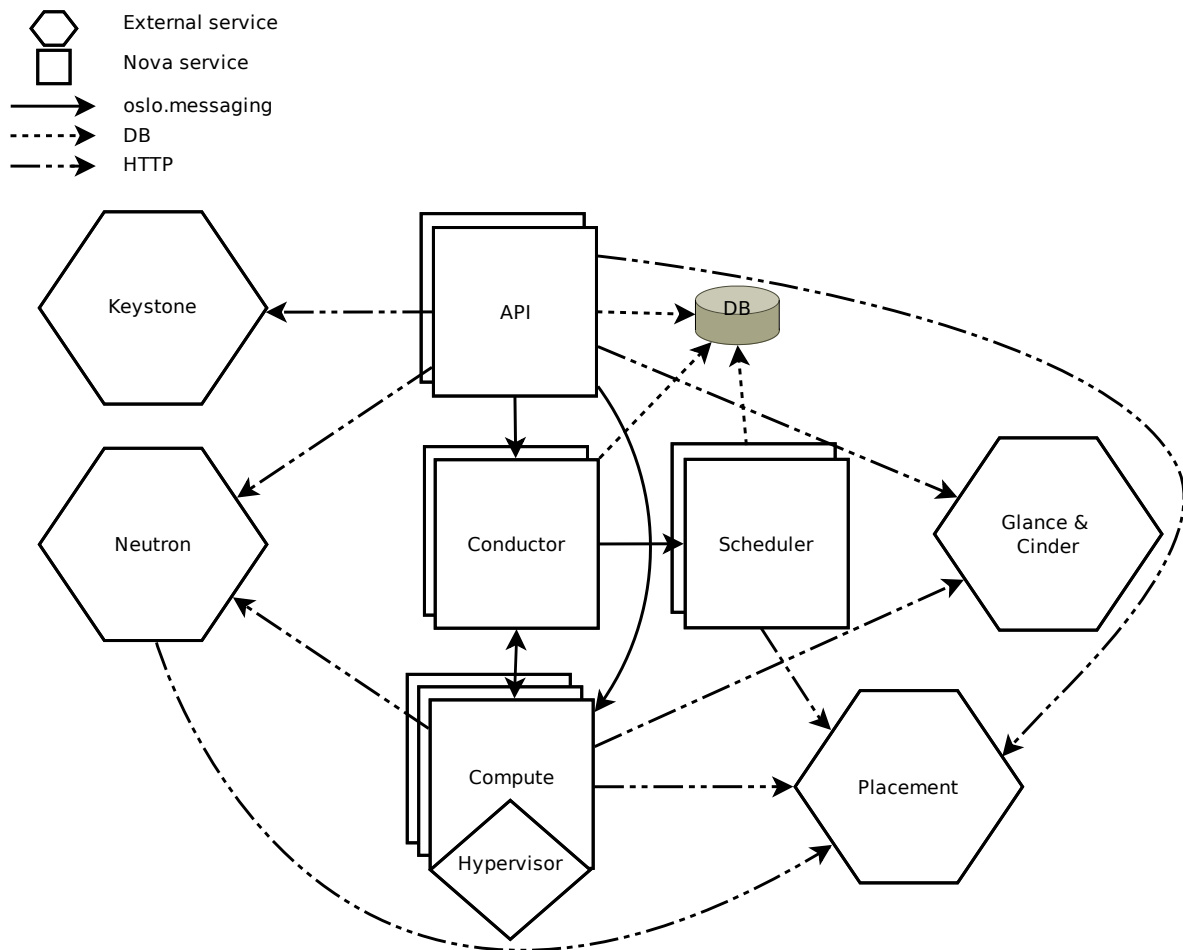 External service
Nova service
oslo.messaging
DB
HTTP
Keystone
API
DB
Neutron
Conductor
Scheduler
Glance &
Cinder
Compute
Placement
Hypervisor